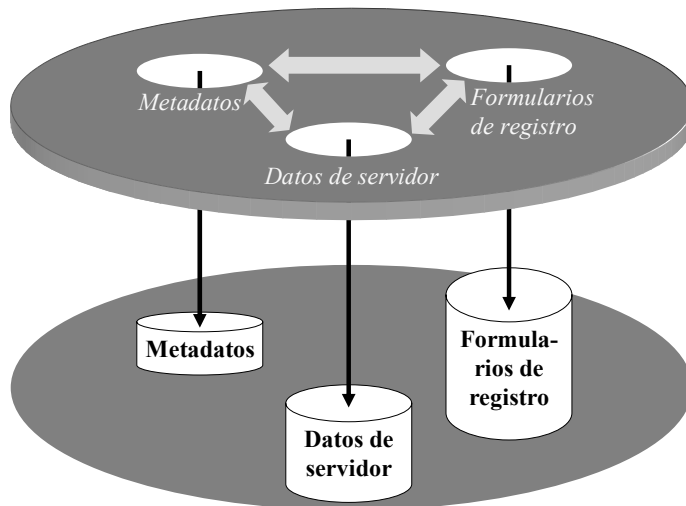 Metadatos
Formularios
de registro
Datos de servidor
Metadatos
Formula-
rios de
registro
Datos de
servidor